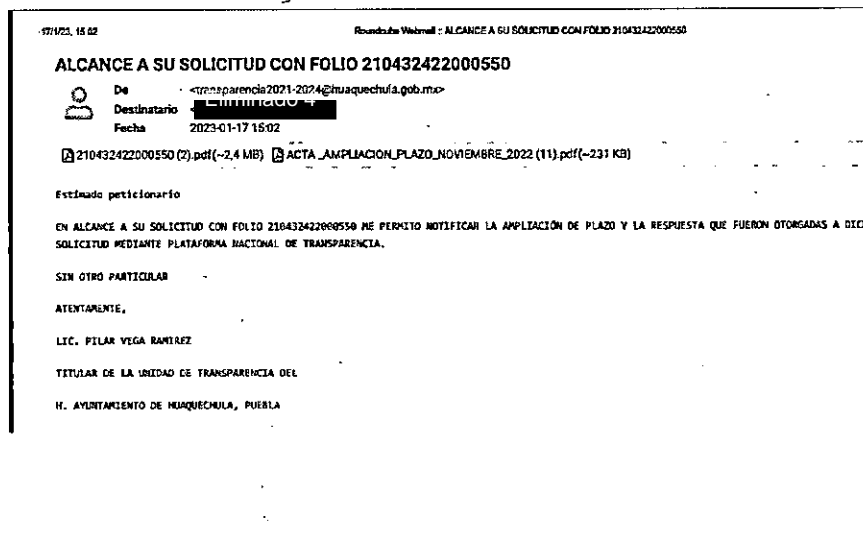 17/1/23, 15:02 Roundcube Webmail :: ALCANCE A SU SOLICITUD CON FOLIO 210432422000550
ALCANCE A SU SOLICITUD CON FOLIO 210432422000550
De <transparencia2021-2024@huaquechula.gob.mx>
Destinatario < Eliminado 4
Fecha 2023-01-17 15:02
210432422000550 (2).pdf(~2,4 MB) ACTA_AMPLIACION_PLAZO_NOVIEMBRE_2022 (11).pdf(~231 KB)
Estimado peticionario
EN ALCANCE A SU SOLICITUD CON FOLIO 210432422000550 ME PERMITO NOTIFICAR LA AMPLIACIÓN DE PLAZO Y LA RESPUESTA QUE FUERON OTORGADAS A DIC
SOLICITUD MEDIANTE PLATAFORMA NACIONAL DE TRANSPARENCIA.
SIN OTRO PARTICULAR
ATENTAMENTE,
LIC. PILAR VEGA RAMIREZ
TITULAR DE LA UNIDAD DE TRANSPARENCIA DEL
H. AYUNTAMIENTO DE HUAQUECHULA, PUEBLA